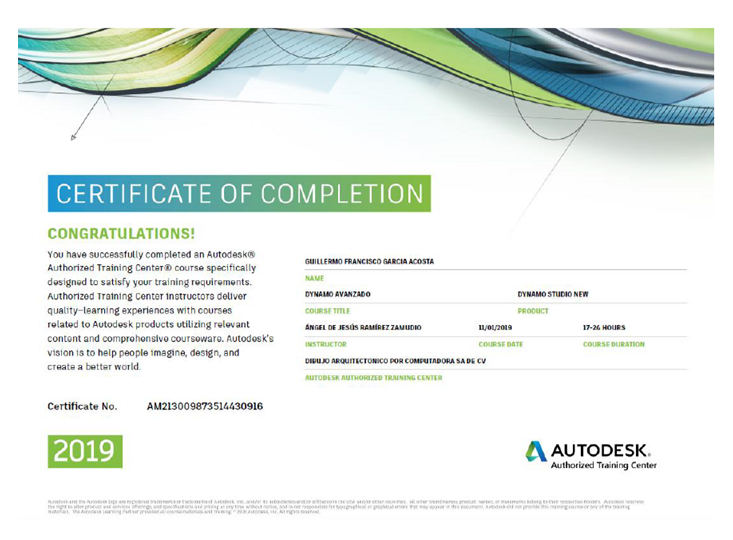 CERTIFICATE OF COMPLETION
CONGRATULATIONS!
You have successfully completed an Autodesk®
Authorized Training Center® course specifically
designed to satisfy your training requirements.
Authorized Training Center instructors deliver
quality-learning experiences with courses
related to Autodesk products utilizing relevant
content and comprehensive courseware. Autodesk's
vision is to help people imagine, design, and
create a better world.
Certificate No. AM213009873514430916
2019
GUILLERMO FRANCISCO GARCIA ACOSTA
NAME
DYNAMO AVANZADO DYNAMO STUDIO NEW
COURSE TITLE PRODUCT
ÁNGEL DE JESÚS RAMÍREZ ZAMUDIO 11/01/2019 17-26 HOURS
INSTRUCTOR COURSE DATE COURSE DURATION
DIBUJO ARQUITECTONICO POR COMPUTADORA SA DE CV
AUTODESK AUTHORIZED TRAINING CENTER
AUTODESK®
Authorized Training Center